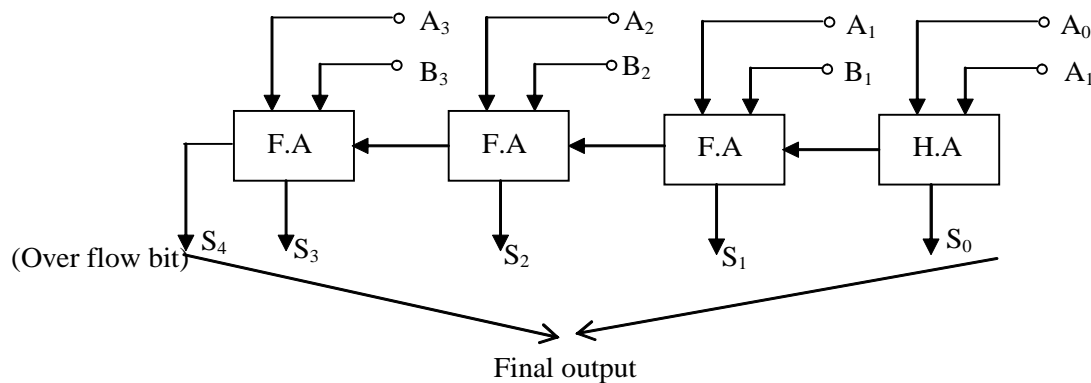 A₃ A₂ A₁ A₀
B₃ B₂ B₁ A₁
F.A F.A F.A H.A
(Over flow bit) S₄ S₃ S₂ S₁ S₀
Final output